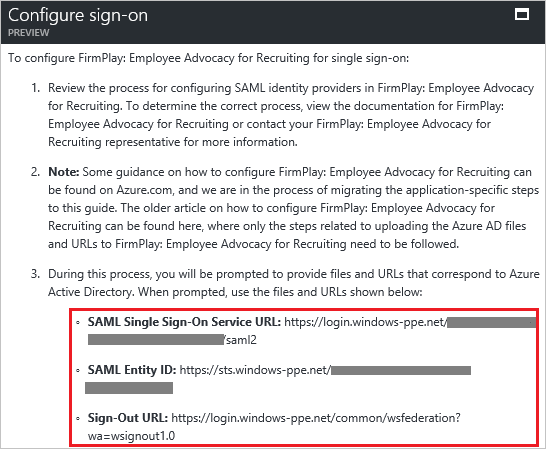 Configure sign-on
PREVIEW
To configure FirmPlay: Employee Advocacy for Recruiting for single sign-on:
1. Review the process for configuring SAML identity providers in FirmPlay: Employee Advocacy
for Recruiting. To determine the correct process, view the documentation for FirmPlay:
Employee Advocacy for Recruiting or contact your FirmPlay: Employee Advocacy for
Recruiting representative for more information.
2. Note: Some guidance on how to configure FirmPlay: Employee Advocacy for Recruiting can
be found on Azure.com, and we are in the process of migrating the application-specific steps
to this guide. The older article on how to configure FirmPlay: Employee Advocacy for
Recruiting can be found here, where only the steps related to uploading the Azure AD files
and URLs to FirmPlay: Employee Advocacy for Recruiting need to be followed.
3. During this process, you will be prompted to provide files and URLs that correspond to Azure
Active Directory. When prompted, use the files and URLs shown below:
◦ SAML Single Sign-On Service URL: https://login.windows-ppe.net/
/saml2
◦ SAML Entity ID: https://sts.windows-ppe.net/
◦ Sign-Out URL: https://login.windows-ppe.net/common/wsfederation?
wa=wsignout1.0